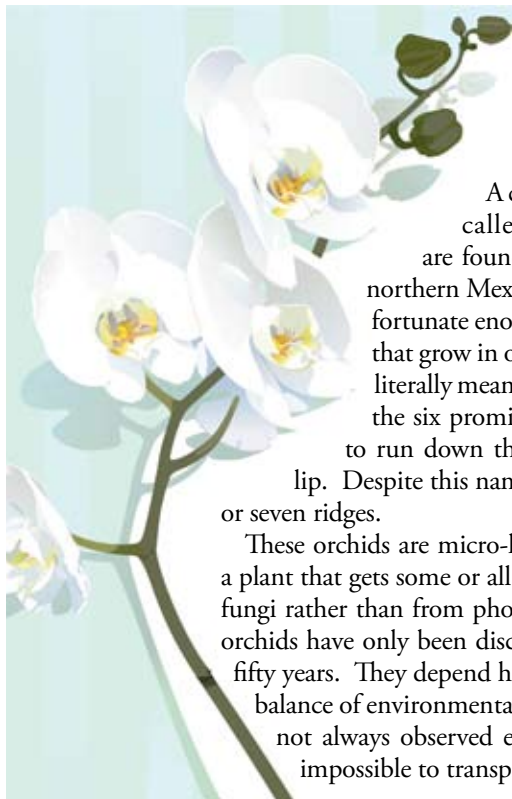 A c
calle
are foun
northern Mex
fortunate eno
that grow in o
literally mean
the six promi
to run down th
lip. Despite this nan
or seven ridges.
These orchids are micro-
a plant that gets some or all
fungi rather than from pho
orchids have only been disc
fifty years. They depend h
balance of environmenta
not always observed e
impossible to transp